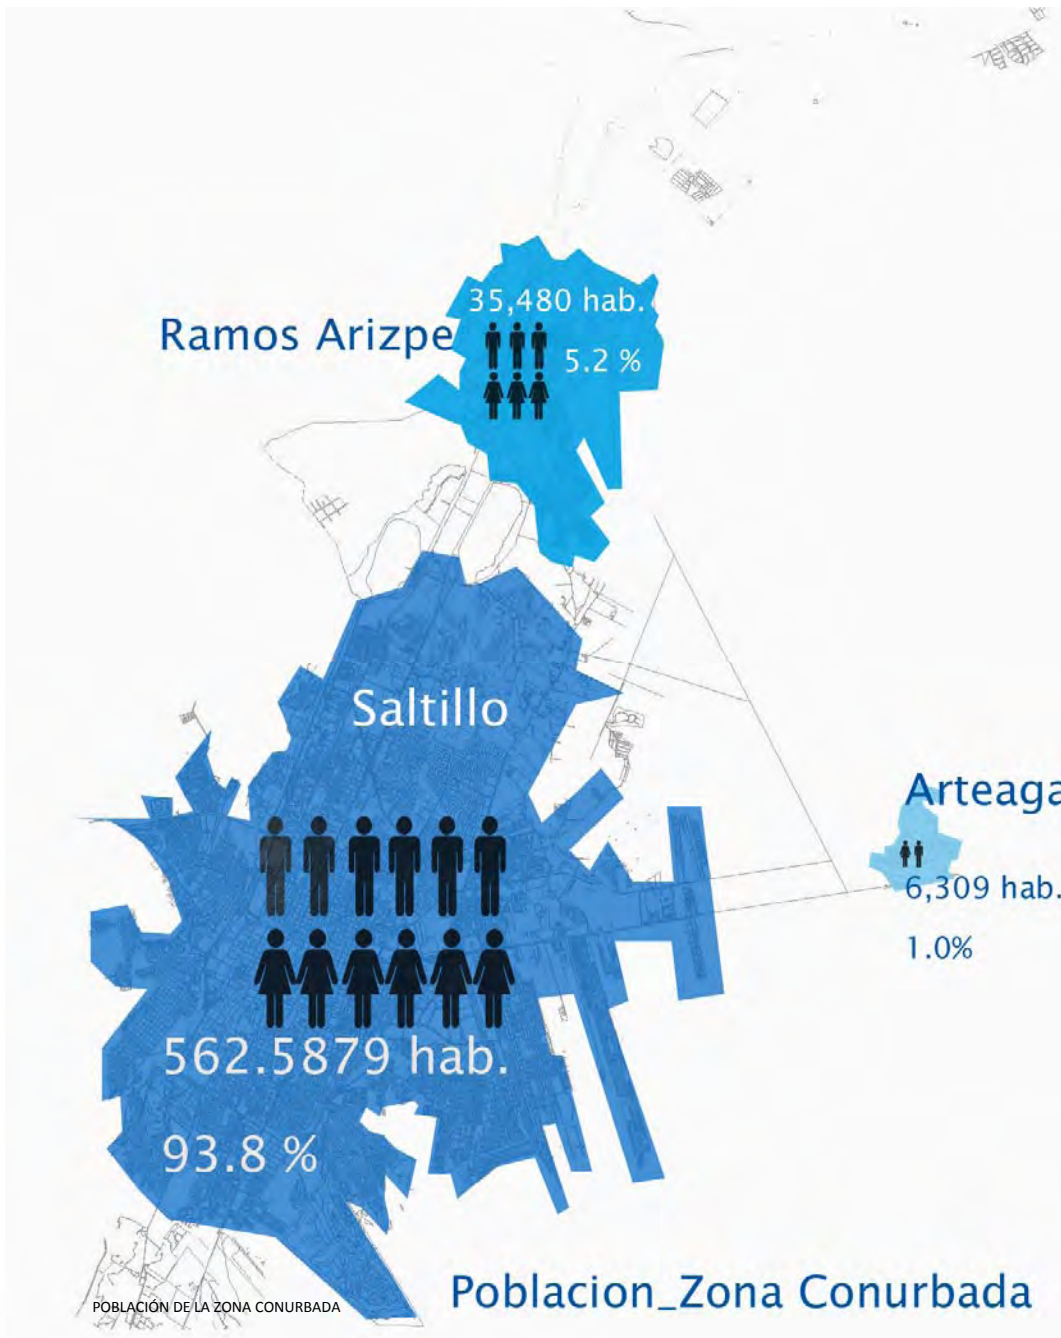 35,480 hab.
Ramos Arizpe
5.2 %
Saltillo
Arteaga
6,309 hab.
1.0%
562.5879 hab.
93.8 %
Poblacion_Zona Conurbada
POBLACIÓN DE LA ZONA CONURBADA